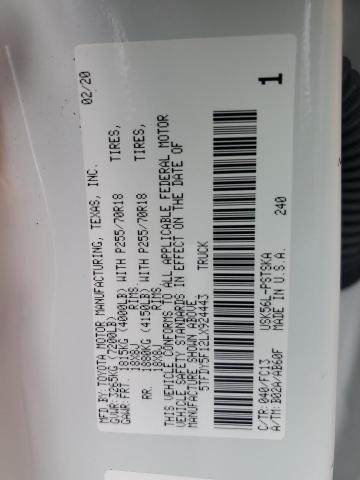 MFD BY: TOYOTA MOTOR MANUFACTURING, TEXAS, INC. 02/20
GVWR: 3265KG (7200LB)
GAWR: FRT. 1815KG (4000LB) WITH P255/70R18 TIRES,
18X8J RIMS
RR. 1880KG (4150LB) WITH P255/70R18 TIRES,
18X8J RIMS
THIS VEHICLE CONFORMS TO ALL APPLICABLE FEDERAL MOTOR
VEHICLE SAFETY STANDARDS IN EFFECT ON THE DATE OF
MANUFACTURE SHOWN ABOVE.
5TFDY5F12LX924443 TRUCK
1
C/TR: 040/FC13 USK56L-PSTSKA 240
A/TM: B02A/AB60F MADE IN U.S.A.